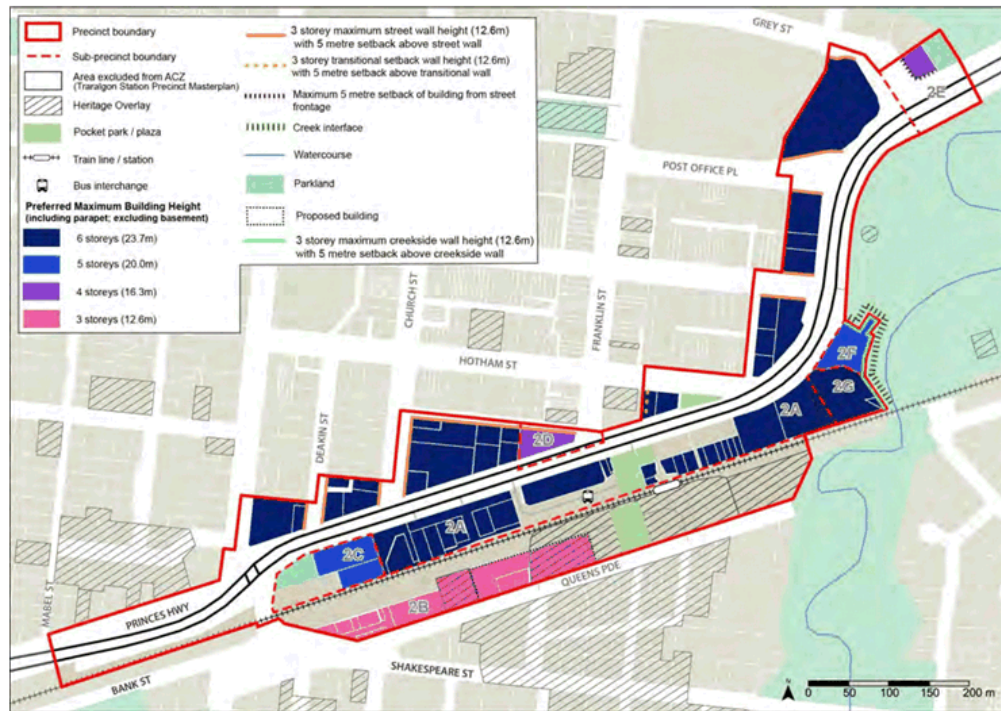 Precinct boundary
Sub-precinct boundary
Area excluded from ACZ
(Traralgon Station Precinct Masterplan)
Heritage Overlay
Pocket park / plaza
Train line / station
Bus interchange
Preferred Maximum Building Height
(including parapet; excluding basement)
6 storeys (23.7m)
5 storeys (20.0m)
4 storeys (16.3m)
3 storeys (12.6m)
3 storey maximum street wall height (12.6m)
with 5 metre setback above street wall
3 storey transitional setback wall height (12.6m)
with 5 metre setback above transitional wall
Maximum 5 metre setback of building from street
frontage
Creek interface
Watercourse
Parkland
Proposed building
3 storey maximum creekside wall height (12.6m)
with 5 metre setback above creekside wall
GREY ST
2E
POST OFFICE PL
CHURCH ST
FRANKLIN ST
HOTHAM ST
2F
2G
2A
DEAKIN ST
2D
2A
2C
MABEL ST
QUEENS PDE
2B
PRINCES HWY
SHAKESPEARE ST
BANK ST
N
0 50 100 150 200 m